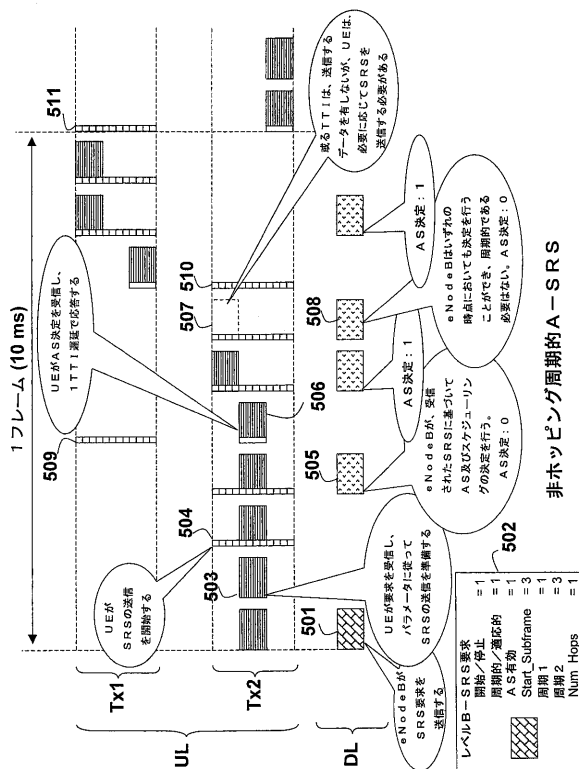 1フレーム (10 ms)
511
UEがAS決定を受信し、
1TTI遅延で応答する
509
UEが
SRSの送信
を開始する
Tx1
UL
Tx2
503
504
506
507
510
或るTTIは、送信する
データを有しないが、UEは、
必要に応じてSRSを
送信する必要がある
DL
501
505
508
eNodeBが
SRS要求を
送信する
UEが要求を受信し、
パラメータに従って
SRSの送信を準備する
eNodeBが、受信
されたSRSに基づいて
AS及びスケジューリン
グの決定を行う。
AS決定:0
AS決定:1
eNodeBはいずれの
時点においても決定を行う
ことができ、周期的である
必要はない。AS決定:0
AS決定:1
502
レベルB-SRS要求
開始/停止 =1
周期的/適応的 =1
AS有効 =1
Start_Subframe =3
周期1 =1
周期2 =3
Num_Hops =1
非ホッピング周期的A-SRS